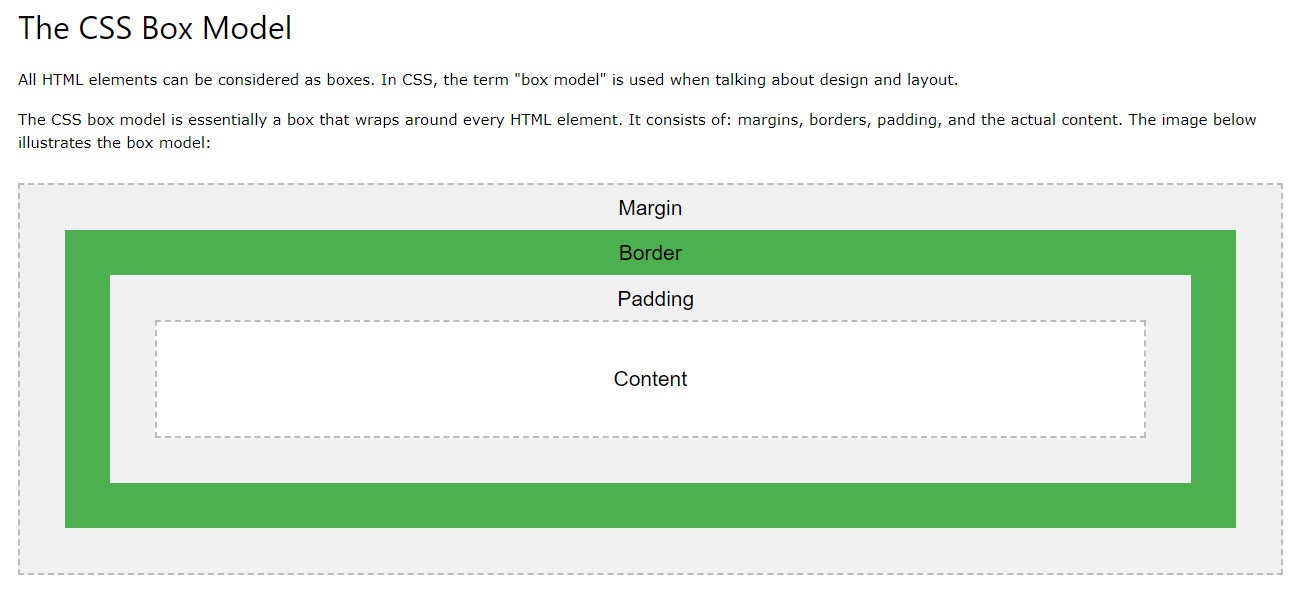 The CSS Box Model
All HTML elements can be considered as boxes. In CSS, the term "box model" is used when talking about design and layout.
The CSS box model is essentially a box that wraps around every HTML element. It consists of: margins, borders, padding, and the actual content. The image below
illustrates the box model:
Margin
Border
Padding
Content